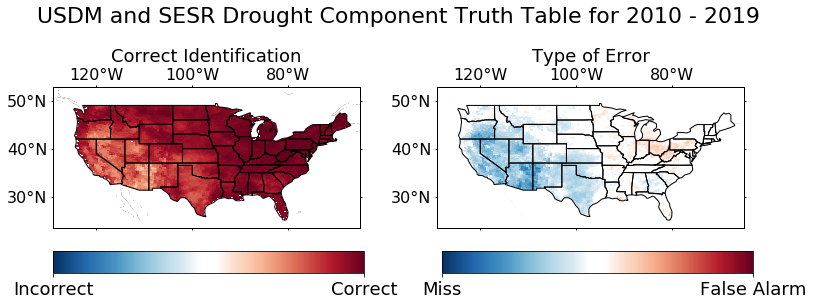 USDM and SESR Drought Component Truth Table for 2010 - 2019
Correct Identification
120°W 100°W 80°W
50°N
40°N
30°N
Incorrect Correct
Type of Error
120°W 100°W 80°W
50°N
40°N
30°N
Miss False Alarm